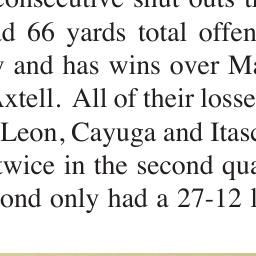 consecutive shut outs
66 yards total offen
and has wins over Ma
Axtell. All of their losse
Leon, Cayuga and Itasc
twice in the second qua
ond only had a 27-12 l